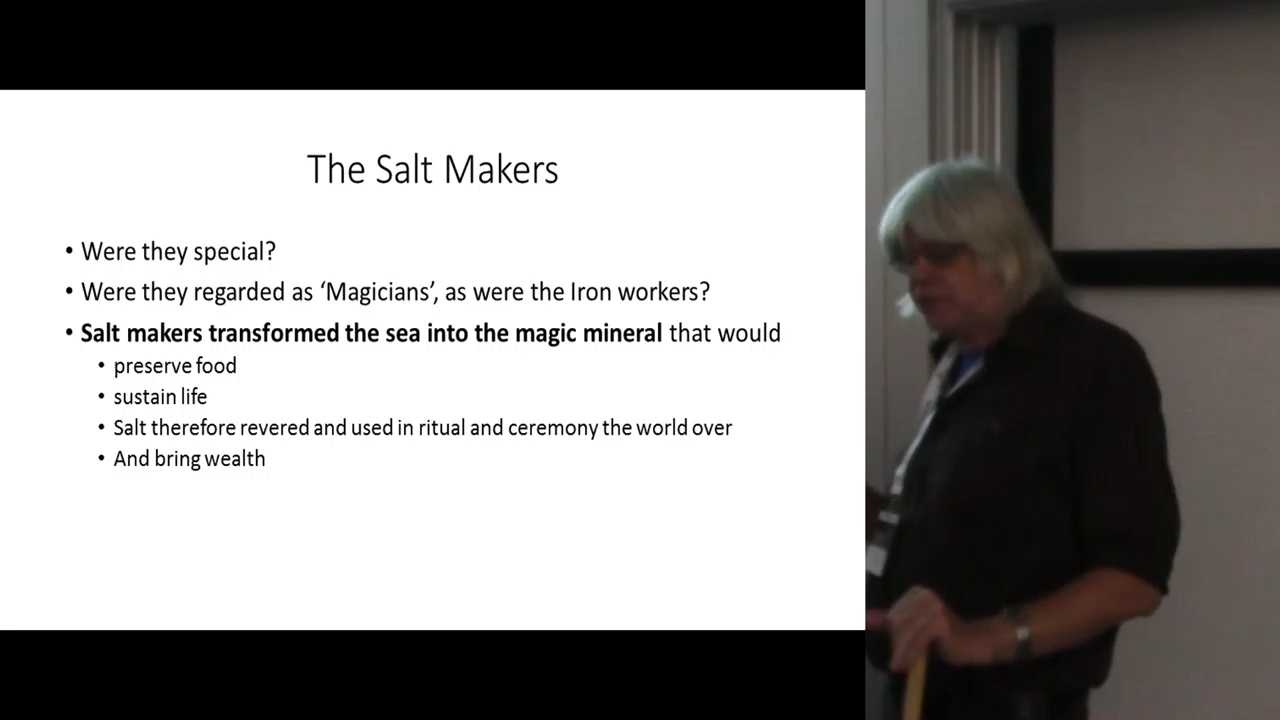 The Salt Makers
• Were they special?
• Were they regarded as ‘Magicians’, as were the Iron workers?
• Salt makers transformed the sea into the magic mineral that would
• preserve food
• sustain life
• Salt therefore revered and used in ritual and ceremony the world over
• And bring wealth